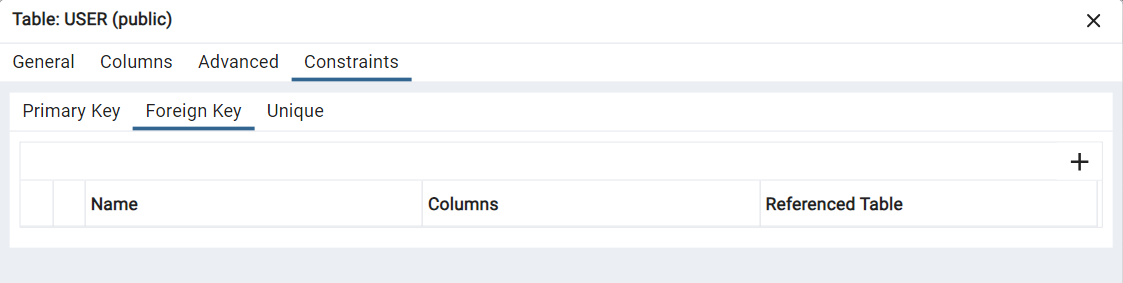 Table: USER (public)
General Columns Advanced Constraints
Primary Key Foreign Key Unique
Name Columns Referenced Table